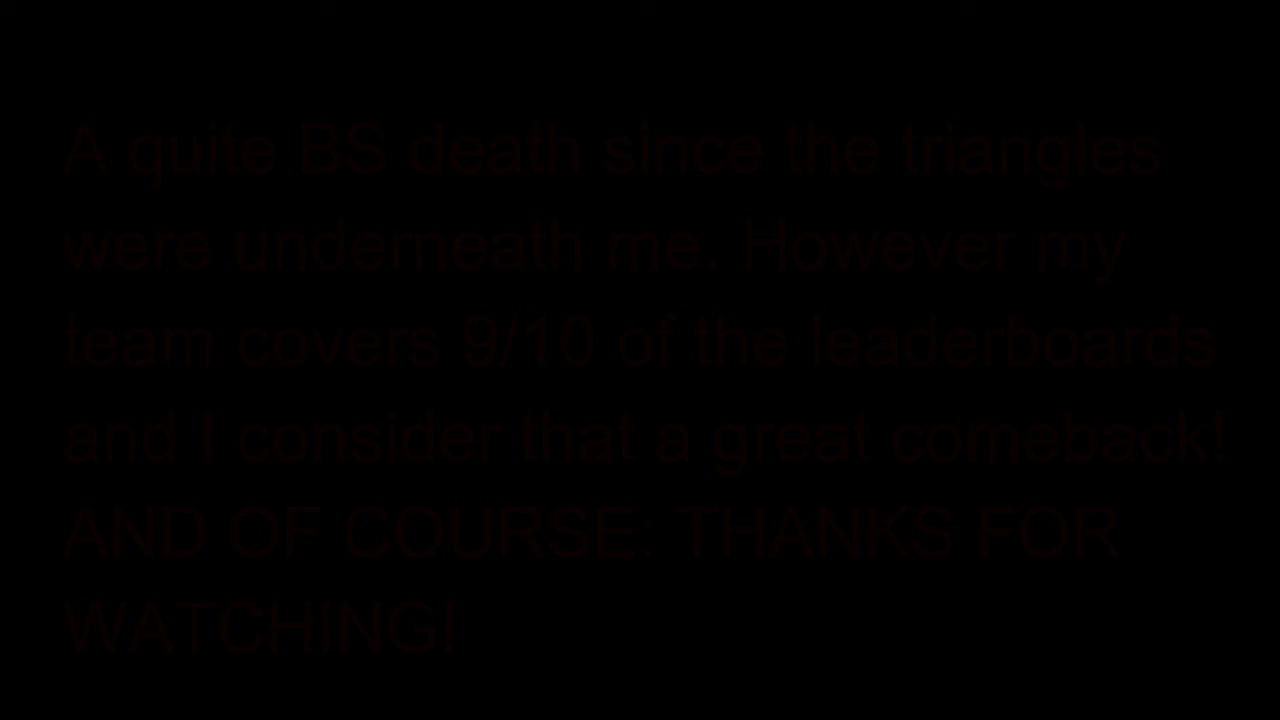 A quite BS death since the triangles
were underneath me. However my
team covers 9/10 of the leaderboards
and I consider that a great comeback!
AND OF COURSE: THANKS FOR
WATCHING!